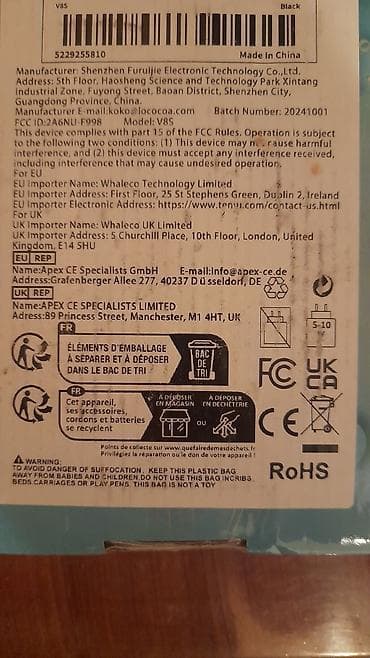 V8S Black
5229255810 Made In China
Manufacturer: Shenzhen Furuijie Electronic Technology Co.,Ltd.
Address: 5th Floor, Haosheng Science and Technology Park Xintang
Industrial Zone, Fuyong Street, Baoan District, Shenzhen City,
Guangdong Province, China.
Manufacturer E-mail:koko@lococoa.com Batch Number: 20241001
FCC ID:2A6NU-F998 Model: V8S
This device complies with part 15 of the FCC Rules. Operation is subject
to the following two conditions: (1) This device may cause harmful
interference, and (2) this device must accept any interference received,
including interference that may cause undesired operation.
For EU
EU Importer Name: Whaleco Technology Limited
EU Importer Address: First Floor, 25 St Stephens Green, Dublin 2, Ireland
EU Importer Electronic Address: https://www.temu.com/contact-us.html
For UK
UK Importer Name: Whaleco UK Limited
UK Importer Address: 5 Churchill Place, 10th Floor, London, United
Kingdom, E14 5HU
EU REP
Name:Apex CE Specialists GmbH E-mail:Info@apex-ce.de
Address:Grafenberger Allee 277, 40237 D ü sseldorf, DE
UK REP
Name:APEX CE SPECIALISTS LIMITED
Adress:89 Princess Street, Manchester, M1 4HT, UK
5-10
FR
ÉLÉMENTS D'EMBALLAGE
À SÉPARER ET À DÉPOSER
DANS LE BAC DE TRI
BAC
DE
TRI
FC
UK
CA
FR
Cet appareil,
ses accessoires,
cordons et batteries
se recyclent
À DÉPOSER
EN MAGASIN
OU
À DÉPOSER
EN DÉCHÈTERIE
CE
Points de collecte sur www.quefairedemesdechets.fr
Privilégiez la réparation ou le don de votre appareil !
RoHS
WARNING:
TO AVOID DANGER OF SUFFOCATION, KEEP THIS PLASTIC BAG
AWAY FROM BABIES AND CHILDREN.DO NOT USE THIS BAG INCRIBS.
BEDS.CARRIAGES OR PLAY PENS. THIS BAG IS NOT A TOY